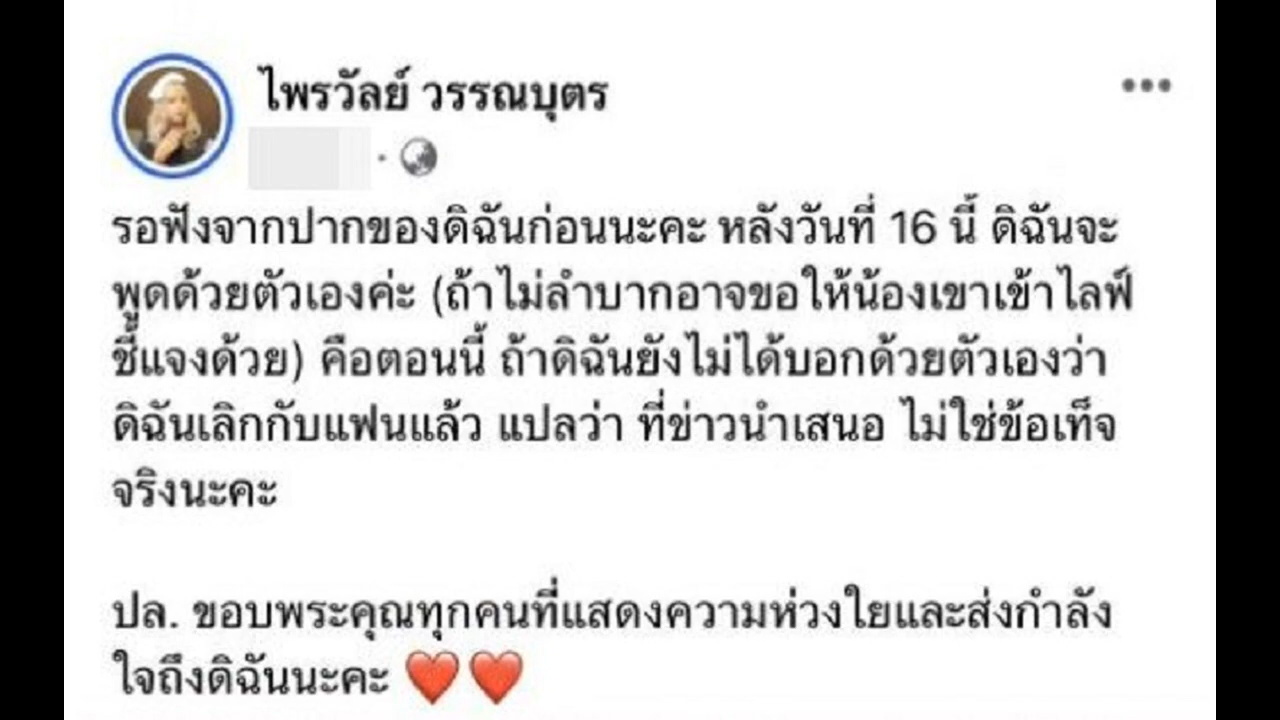 ไพรวัลย์ วรรณบุตร
รอฟังจากปากของดิฉันก่อนนะคะ หลังวันที่ 16 นี้ ดิฉันจะ
พูดด้วยตัวเองค่ะ (ถ้าไม่ลำบากอาจขอให้น้องเขาเข้าไลฟ์
ชี้แจงด้วย) คือตอนนี้ ถ้าดิฉันยังไม่ได้บอกด้วยตัวเองว่า
ดิฉันเลิกกับแฟนแล้ว แปลว่า ที่ข่าวนำเสนอ ไม่ใช่ข้อเท็จ
จริงนะคะ
ปล. ขอบพระคุณทุกคนที่แสดงความห่วงใยและส่งกำลัง
ใจถึงดิฉันนะคะ ❤️❤️